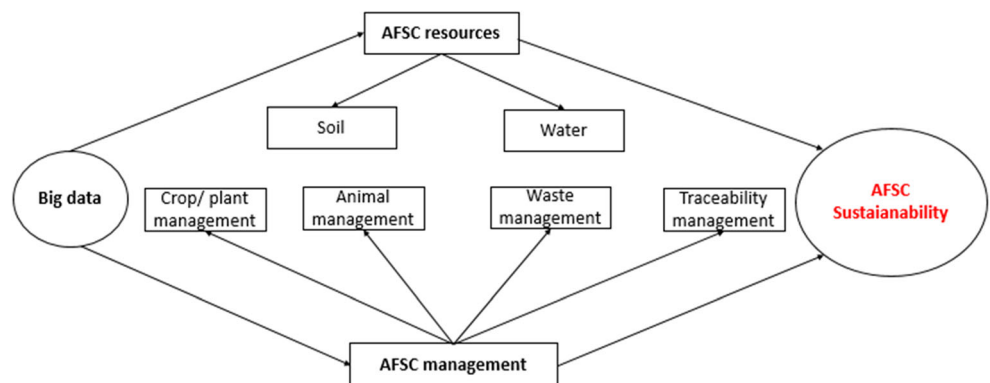 AFSC resources
Soil
Water
Big data
Crop/ plant
management
Animal
management
Waste
management
Traceability
management
AFSC
Sustaianability
AFSC management